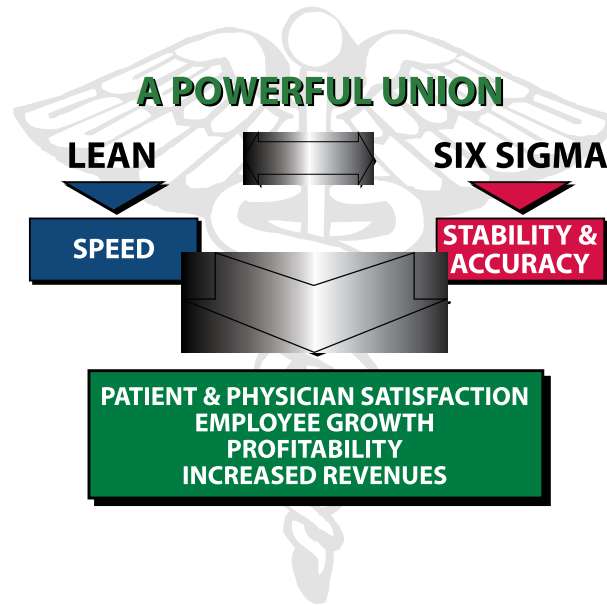 A POWERFUL UNION
LEAN
SIX SIGMA
SPEED
STABILITY &
ACCURACY
PATIENT & PHYSICIAN SATISFACTION
EMPLOYEE GROWTH
PROFITABILITY
INCREASED REVENUES